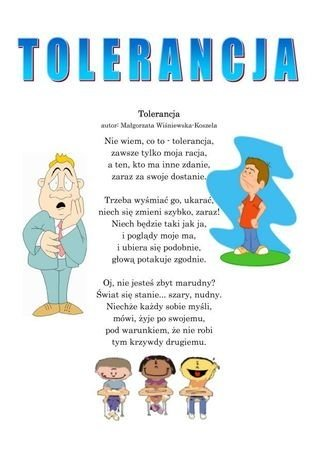 TOLERANCJA
Tolerancja
autor: Małgorzata Wiśniewska-Koszela
Nie wiem, co to - tolerancja,
zawsze tylko moja racja,
a ten, kto ma inne zdanie,
zaraz za swoje dostanie.
Trzeba wyśmiać go, ukarać,
niech się zmieni szybko, zaraz!
Niech będzie taki jak ja,
i poglądy moje ma,
i ubiera się podobnie,
głową potakuje zgodnie.
Oj, nie jesteś zbyt marudny?
Świat się stanie... szary, nudny.
Niechże każdy sobie myśli,
mówi, żyje po swojemu,
pod warunkiem, że nie robi
tym krzywdy drugiemu.